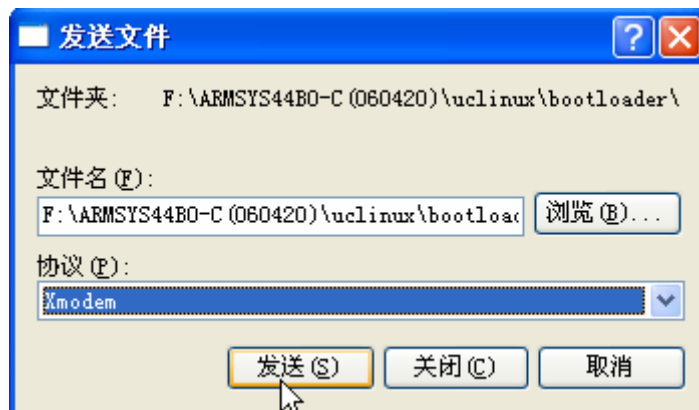 发送文件
文件夹: F:\ARMSYS44B0-C(060420)\uclinux\bootloader\
文件名(F):
F:\ARMSYS44B0-C(060420)\uclinux\bootloac 浏览(B)...
协议(P):
Xmodem
发送(S) 关闭(C) 取消